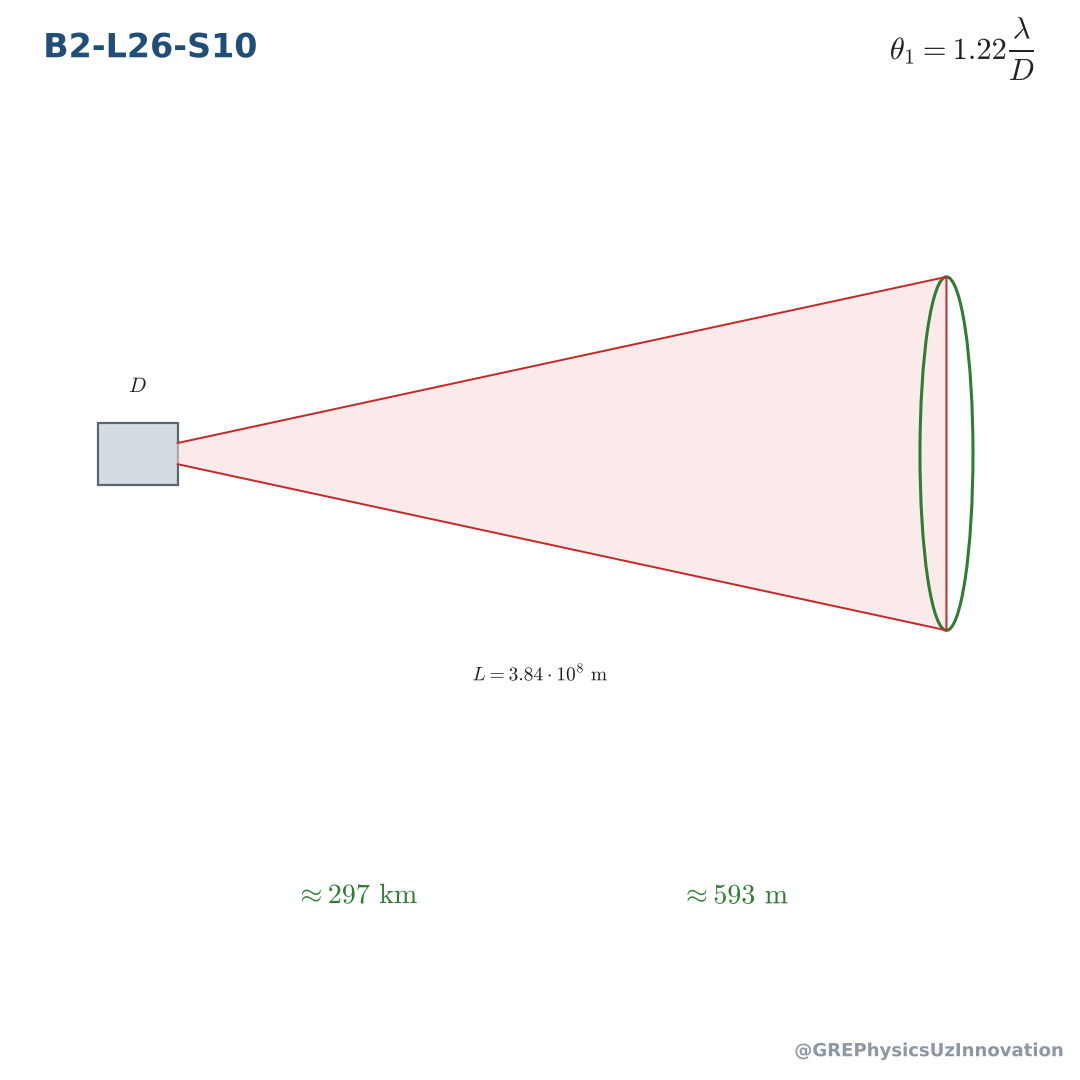 B2-L26-S10
θ₁ = 1.22 λ/D
D
L = 3.84 · 10⁸ m
≈ 297 km
≈ 593 m
@GREPhysicsUzInnovation